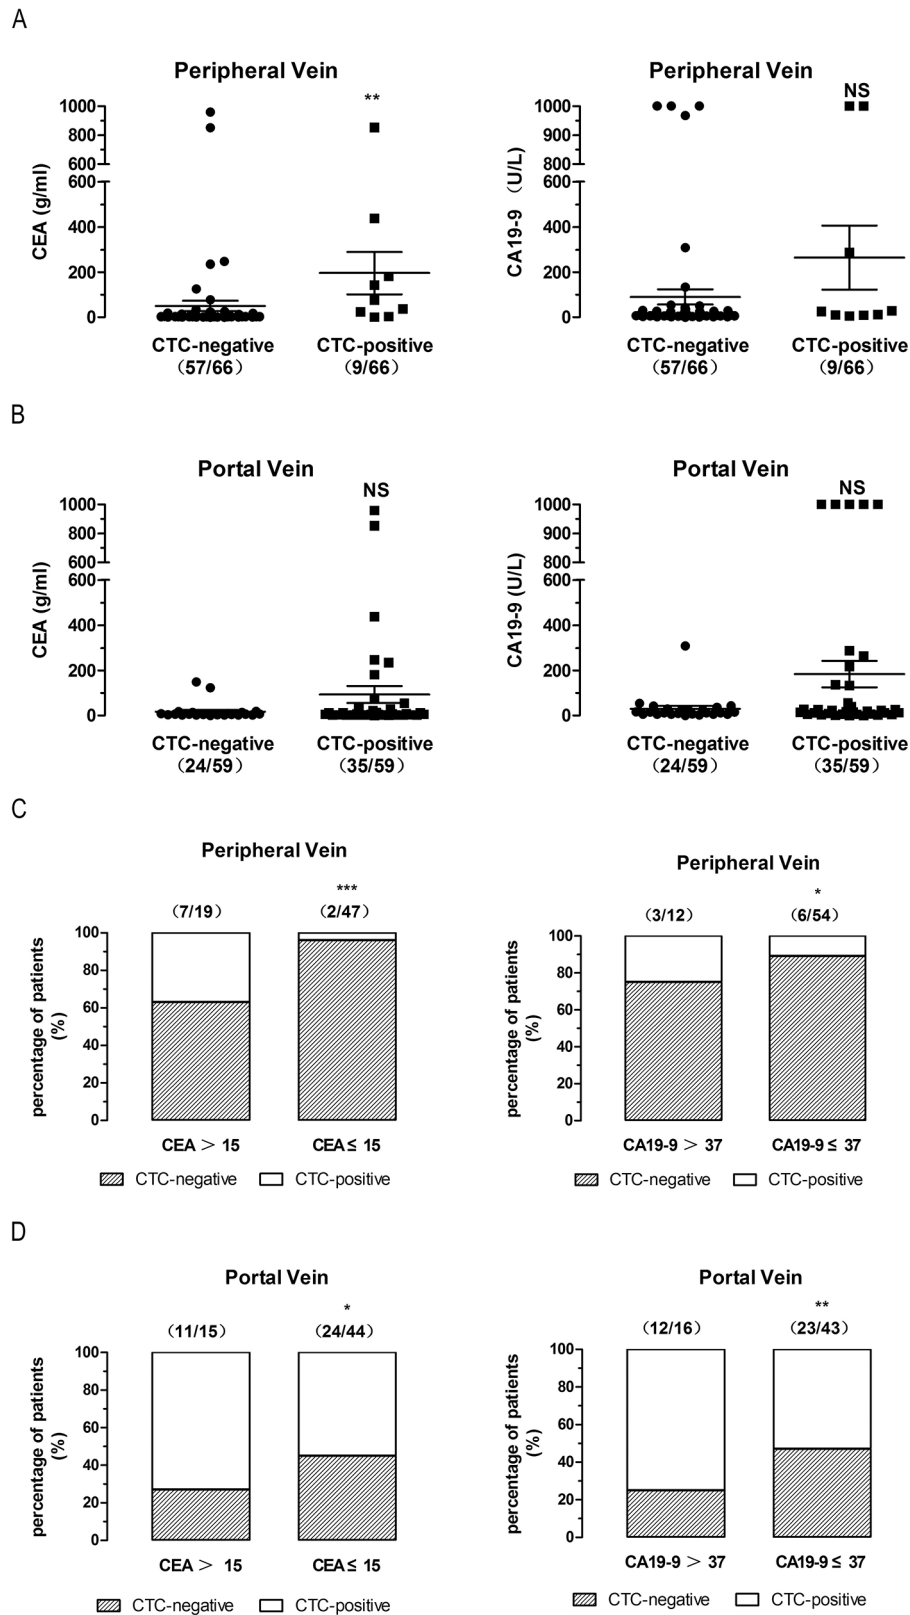 A
Peripheral Vein
**
1000
900
800
700
600
600
400
200
0
CEA (g/ml)
CTC-negative
（57/66）
CTC-positive
（9/66）
Peripheral Vein
NS
1000
900
800
600
400
200
0
CA19-9 （U/L)
CTC-negative
（57/66）
CTC-positive
（9/66）
B
Portal Vein
NS
1000
800
600
600
400
200
0
CEA (g/ml)
CTC-negative
（24/59）
CTC-positive
（35/59）
Portal Vein
NS
1000
900
800
600
400
200
0
CA19-9 (U/L)
CTC-negative
（24/59）
CTC-positive
（35/59）
C
Peripheral Vein
***
（7/19） （2/47）
100
80
60
40
20
0
percentage of patients
(%)
CEA > 15 CEA ≤ 15
CTC-negative CTC-positive
Peripheral Vein
*
（3/12） （6/54）
100
80
60
40
20
0
percentage of patients
(%)
CA19-9 > 37 CA19-9 ≤ 37
CTC-negative CTC-positive
D
Portal Vein
*
（11/15） （24/44）
100
80
60
40
20
0
percentage of patients
(%)
CEA > 15 CEA ≤ 15
CTC-negative CTC-positive
Portal Vein
**
（12/16） （23/43）
100
80
60
40
20
0
percentage of patients
(%)
CA19-9 > 37 CA19-9 ≤ 37
CTC-negative CTC-positive